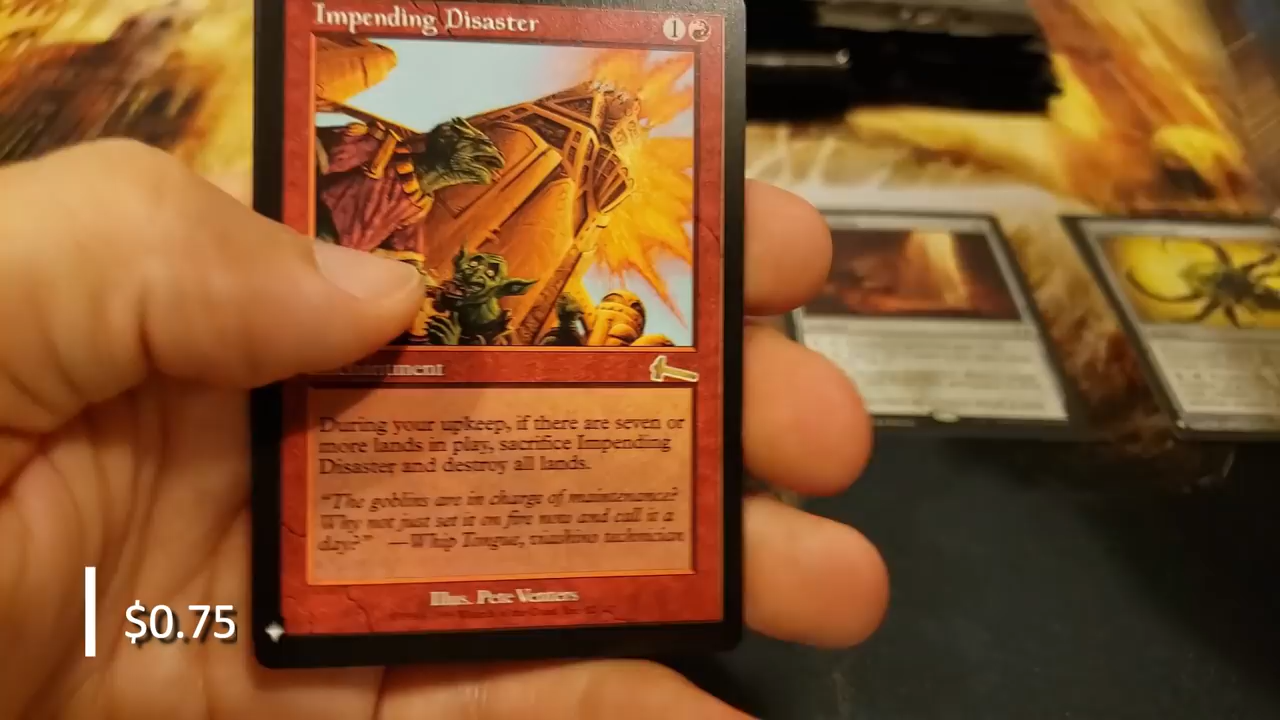 Impending Disaster 1
During your upkeep, if there are seven or
more lands in play, sacrifice Impending
Disaster and destroy all lands.
"The goblins are in charge of maintenance?
Why not just set it on fire now and call it a
day?" —Whip Tongue, viashino technician
Illus. Pete Venters
$0.75